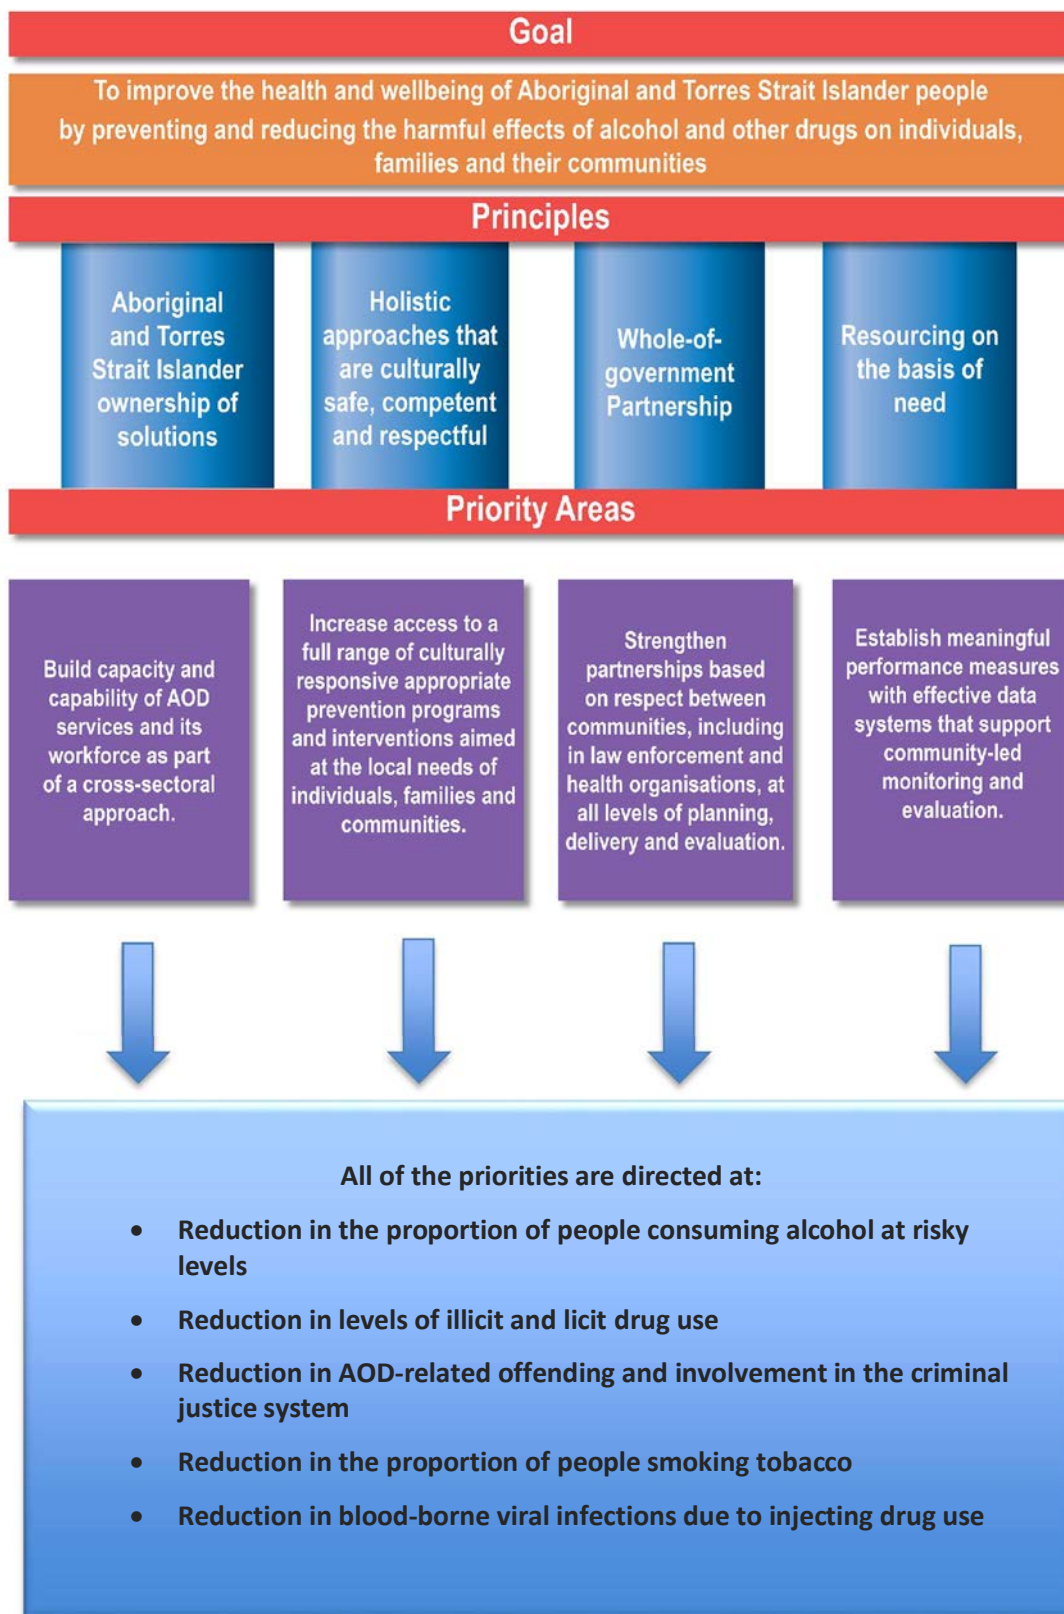 Goal
To improve the health and wellbeing of Aboriginal and Torres Strait Islander people
by preventing and reducing the harmful effects of alcohol and other drugs on individuals,
families and their communities
Principles
Aboriginal
and Torres
Strait Islander
ownership of
solutions
Holistic
approaches that
are culturally
safe, competent
and respectful
Whole-of-
government
Partnership
Resourcing on
the basis of
need
Priority Areas
Build capacity and
capability of AOD
services and its
workforce as part
of a cross-sectoral
approach.
Increase access to a
full range of culturally
responsive appropriate
prevention programs
and interventions aimed
at the local needs of
individuals, families and
communities.
Strengthen
partnerships based
on respect between
communities, including
in law enforcement and
health organisations, at
all levels of planning,
delivery and evaluation.
Establish meaningful
performance measures
with effective data
systems that support
community-led
monitoring and
evaluation.
All of the priorities are directed at:
• Reduction in the proportion of people consuming alcohol at risky
levels
• Reduction in levels of illicit and licit drug use
• Reduction in AOD-related offending and involvement in the criminal
justice system
• Reduction in the proportion of people smoking tobacco
• Reduction in blood-borne viral infections due to injecting drug use